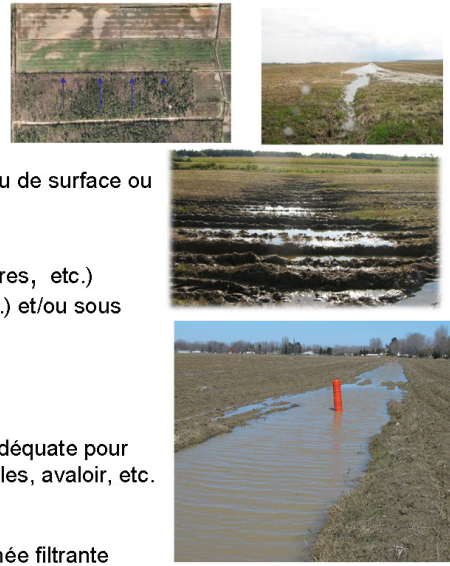 u de surface ou
res, etc.)
.) et/ou sous
déquate pour
les, avaloir, etc.
née filtrante